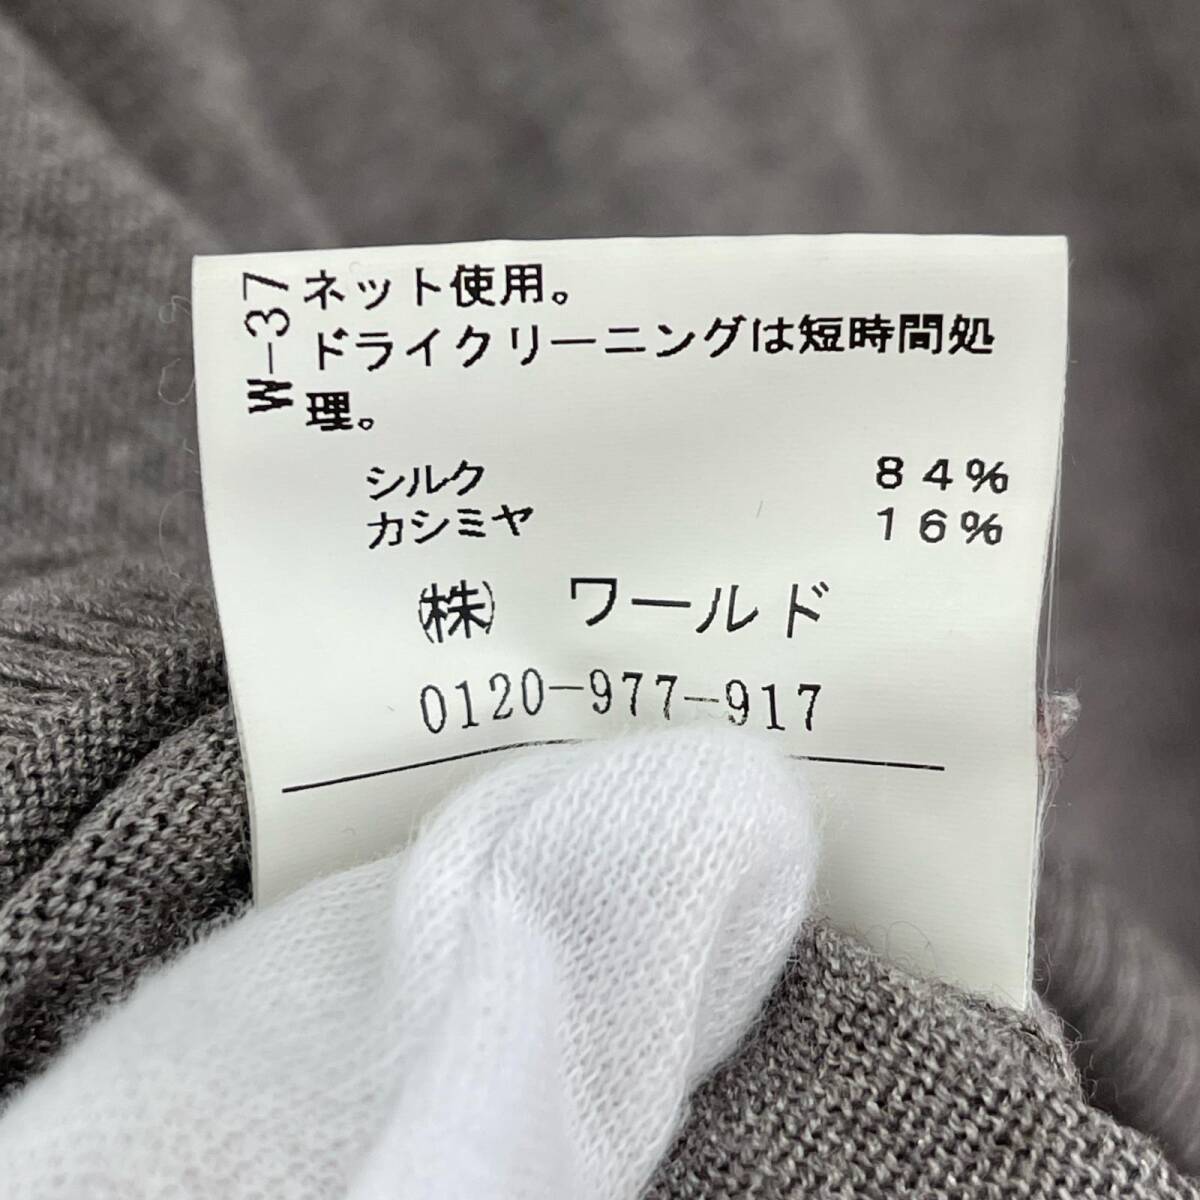 W-37
ネット使用。
ドライクリーニングは短時間処
理。
シルク 84%
カシミヤ 16%
㈱ ワールド
0120-977-917